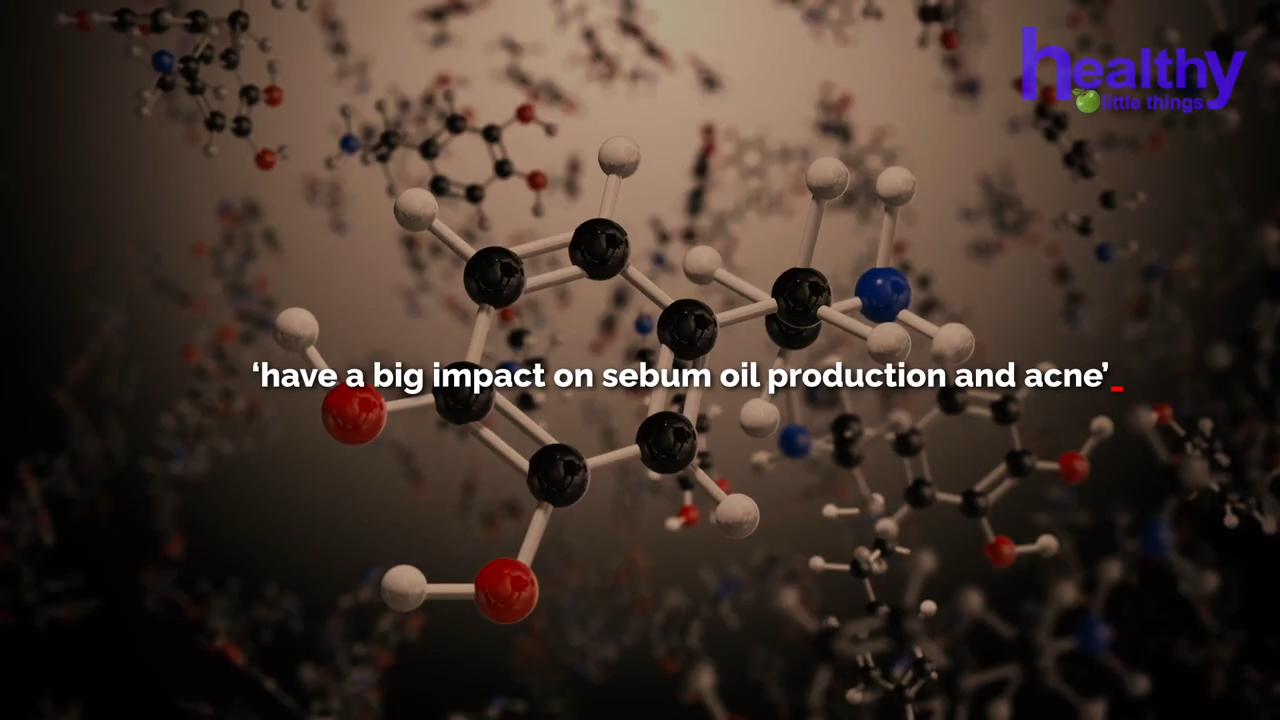 healthy
little things
‘have a big impact on sebum oil production and acne’_